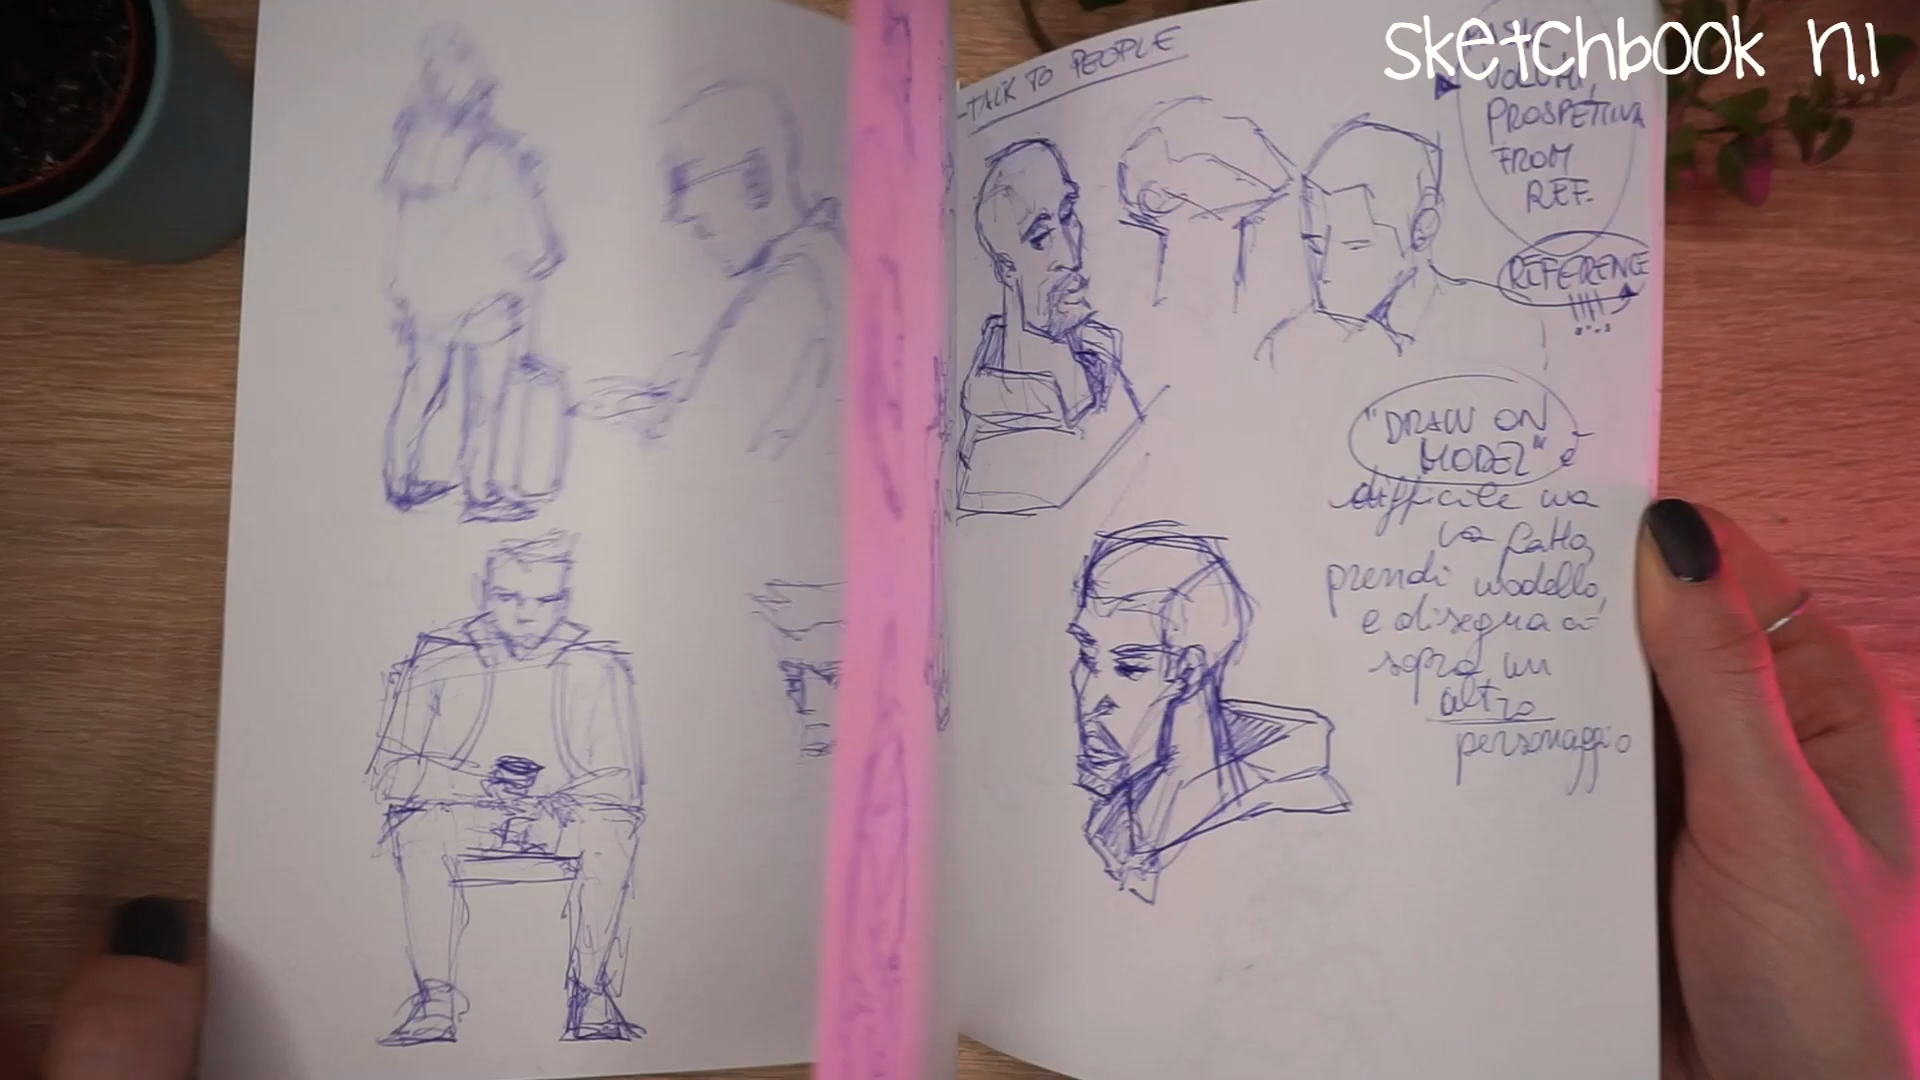 sketchbook n.1
-TALK TO PEOPLE
VOLUMI,
PROSPETTIVA
FROM
REF.
REFERENCE
!!!!
"DRAW ON
MODEL" è
difficile ma
va fatto,
prendi modello,
e disegnaci
sopra un
altro
personaggio